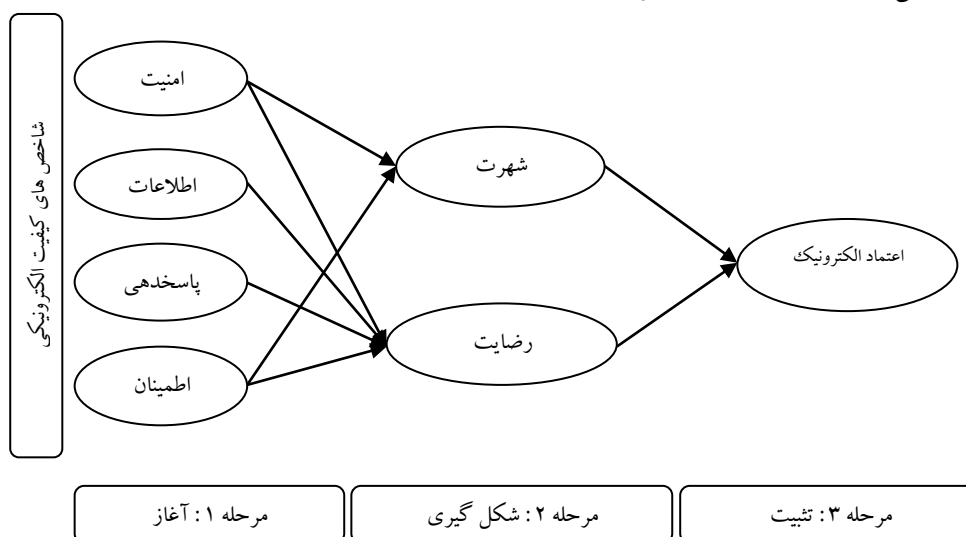 شاخص های کیفیت الکترونیکی
امنیت
اطلاعات
پاسخدهی
اطمینان
شهرت
رضایت
اعتماد الکترونیک
مرحله ۱: آغاز
مرحله ۲: شکل گیری
مرحله ۳: تثبیت